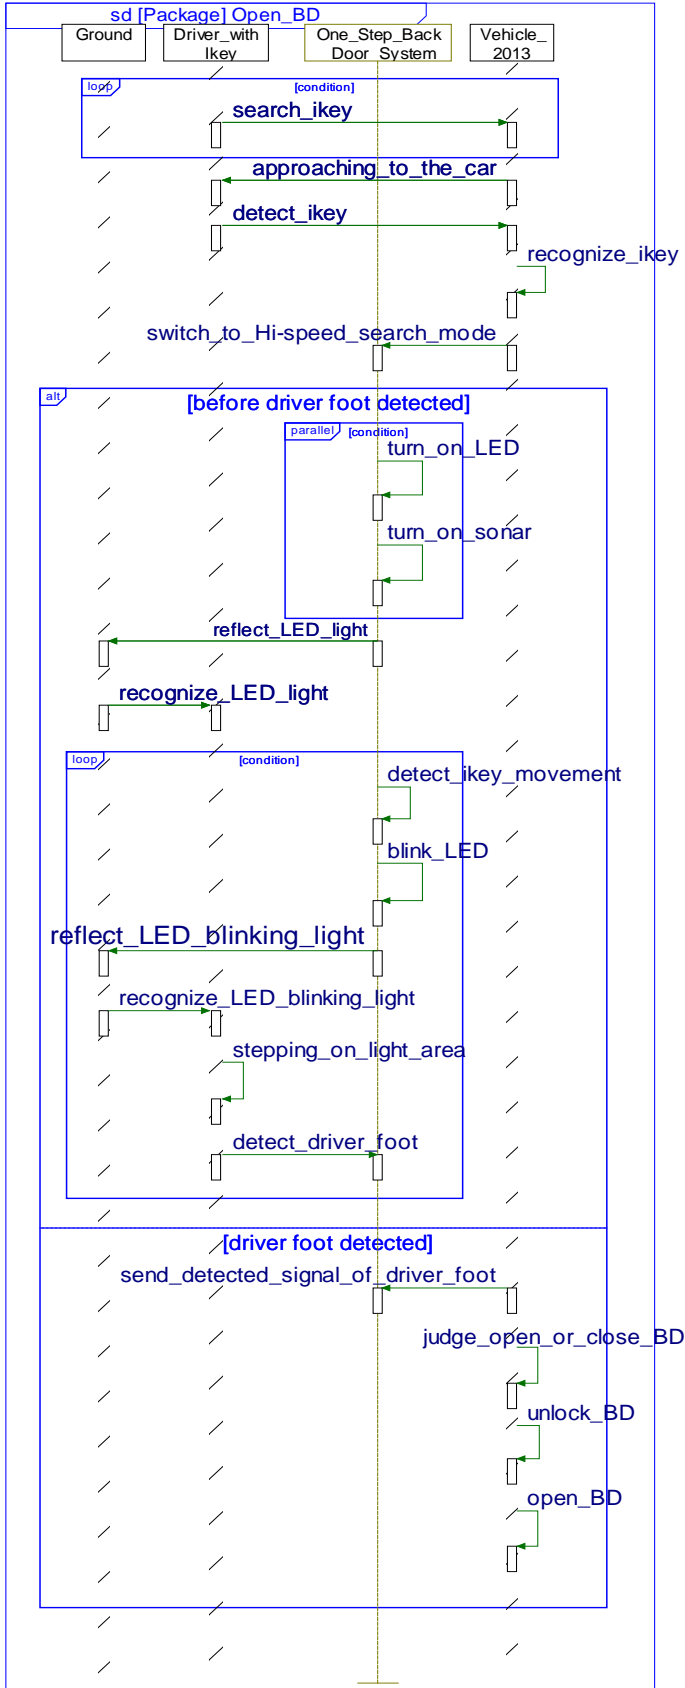 sd [Package] Open_BD
Ground
Driver_with
Ikey
One_Step_Back
Door_System
Vehicle_
2013
loop
[condition]
search_ikey
approaching_to_the_car
detect_ikey
recognize_ikey
switch_to_Hi-speed_search_mode
alt
[before driver foot detected]
parallel
[condition]
turn_on_LED
turn_on_sonar
reflect_LED_light
recognize_LED_light
loop
[condition]
detect_ikey_movement
blink_LED
reflect_LED_blinking_light
recognize_LED_blinking_light
stepping_on_light_area
detect_driver_foot
[driver foot detected]
send_detected_signal_of_driver_foot
judge_open_or_close_BD
unlock_BD
open_BD